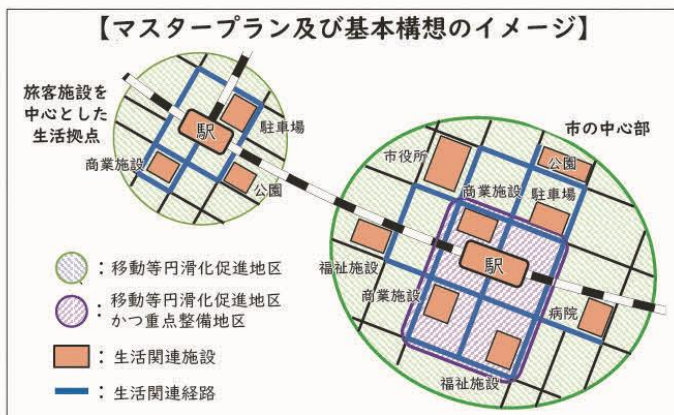 【マスタープラン及び基本構想のイメージ】
旅客施設を
中心とした
生活拠点
駅
駐車場
商業施設
公園
市の中心部
市役所
公園
商業施設
駐車場
駅
福祉施設
商業施設
病院
福祉施設
：移動等円滑化促進地区
：移動等円滑化促進地区
かつ重点整備地区
：生活関連施設
：生活関連経路